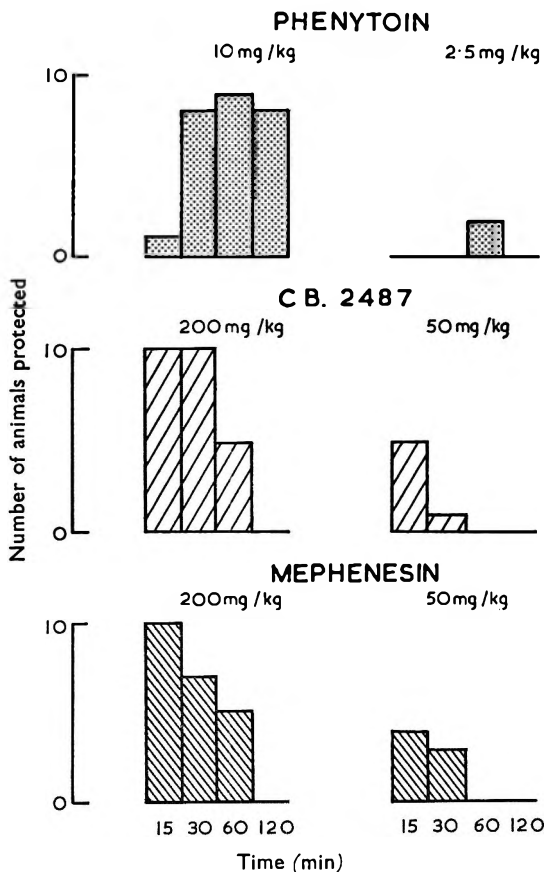 PHENYTOIN
10 mg/kg 2·5 mg/kg
10
0
CB. 2487
200 mg/kg 50 mg/kg
10
0
MEPHENESIN
200 mg/kg 50 mg/kg
10
0
15 30 60 120 15 30 60 120
Time (min)
Number of animals protected